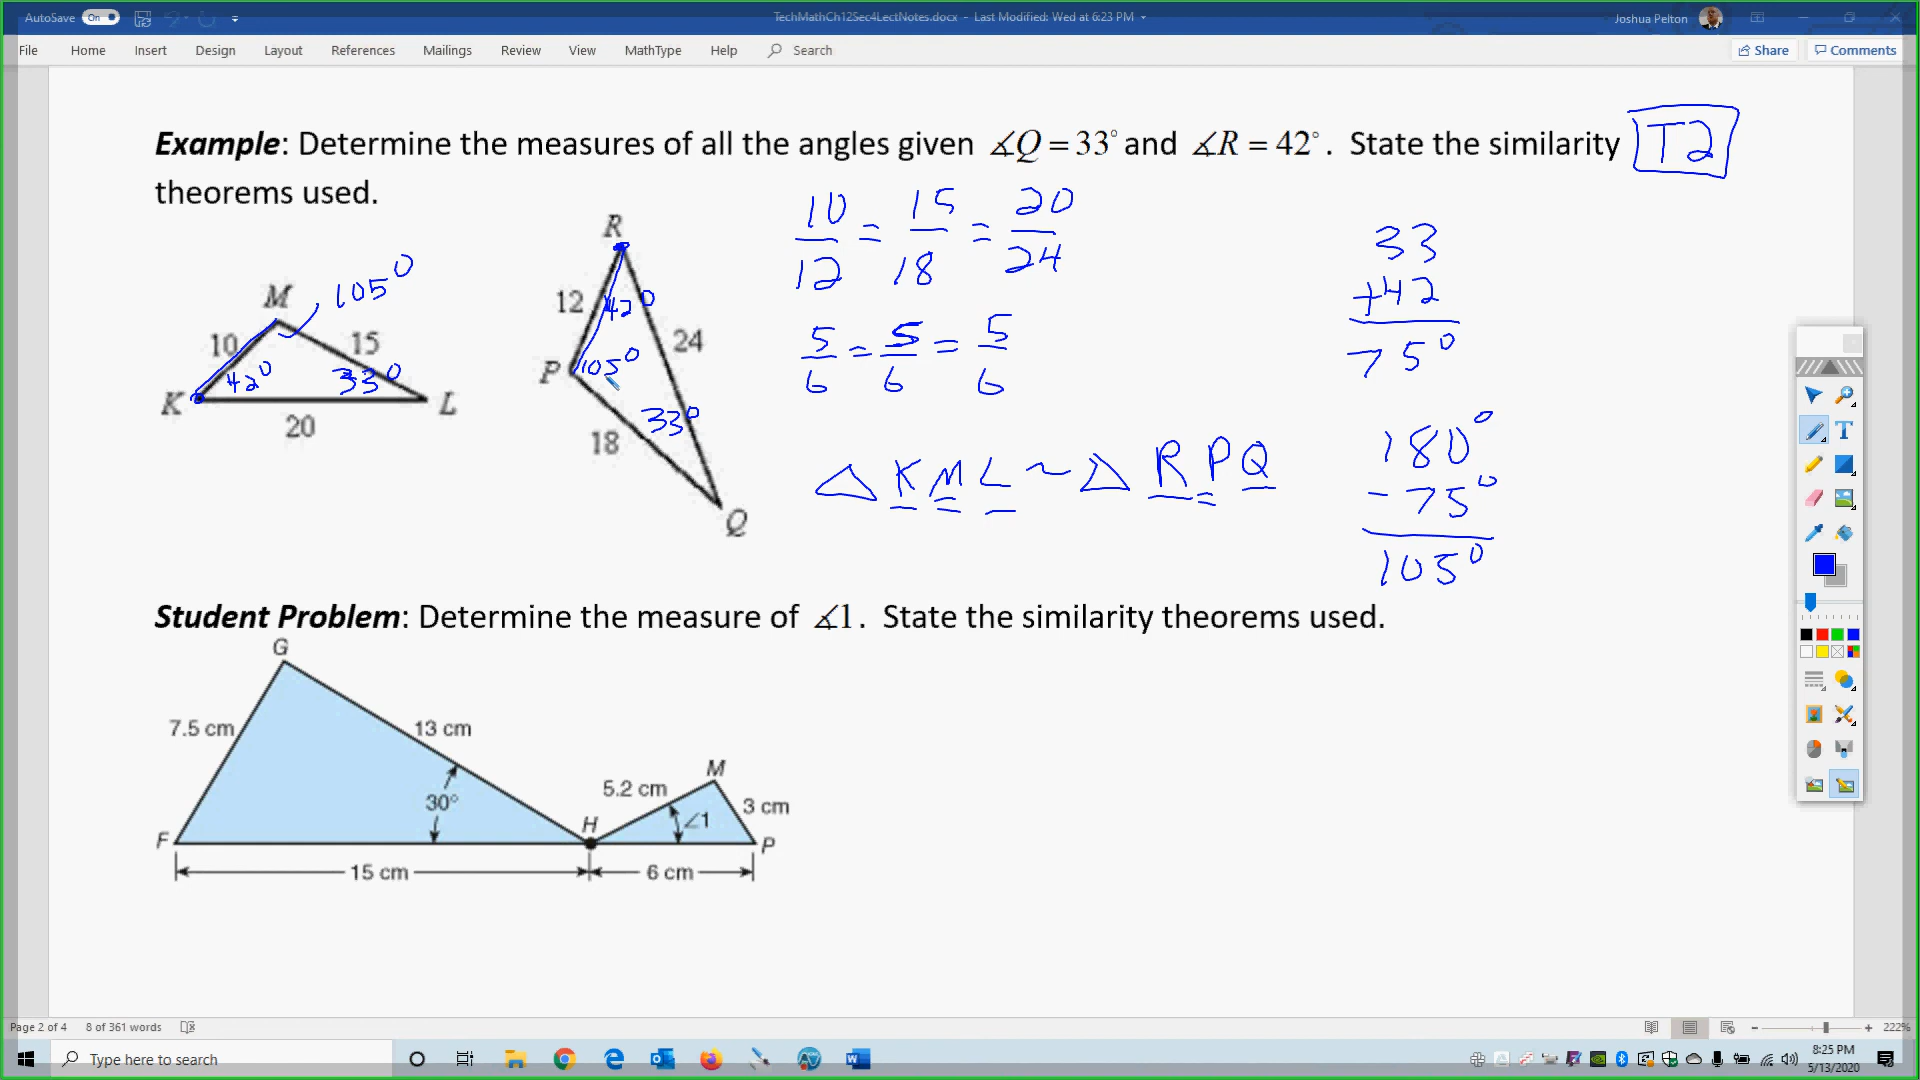 AutoSave On
TechMathCh12Sec4LectNotes.docx - Last Modified: Wed at 6:23 PM
Joshua Pelton
File Home Insert Design Layout References Mailings Review View MathType Help Search
Share Comments
Example: Determine the measures of all the angles given ∡Q = 33° and ∡R = 42°. State the similarity
T2
theorems used.
10/12 = 15/18 = 20/24
5/6 = 5/6 = 5/6
△KML ~ △RPQ
33
+42
75°
180°
-75°
105°
M
105°
10
15
42°
33°
K
L
20
R
12
42°
24
P
105°
33°
18
Q
Student Problem: Determine the measure of ∡1. State the similarity theorems used.
G
7.5 cm
13 cm
M
5.2 cm
30°
3 cm
H
∠1
F
P
15 cm
6 cm
T
Page 2 of 4 8 of 361 words
222%
Type here to search
8:25 PM
5/13/2020